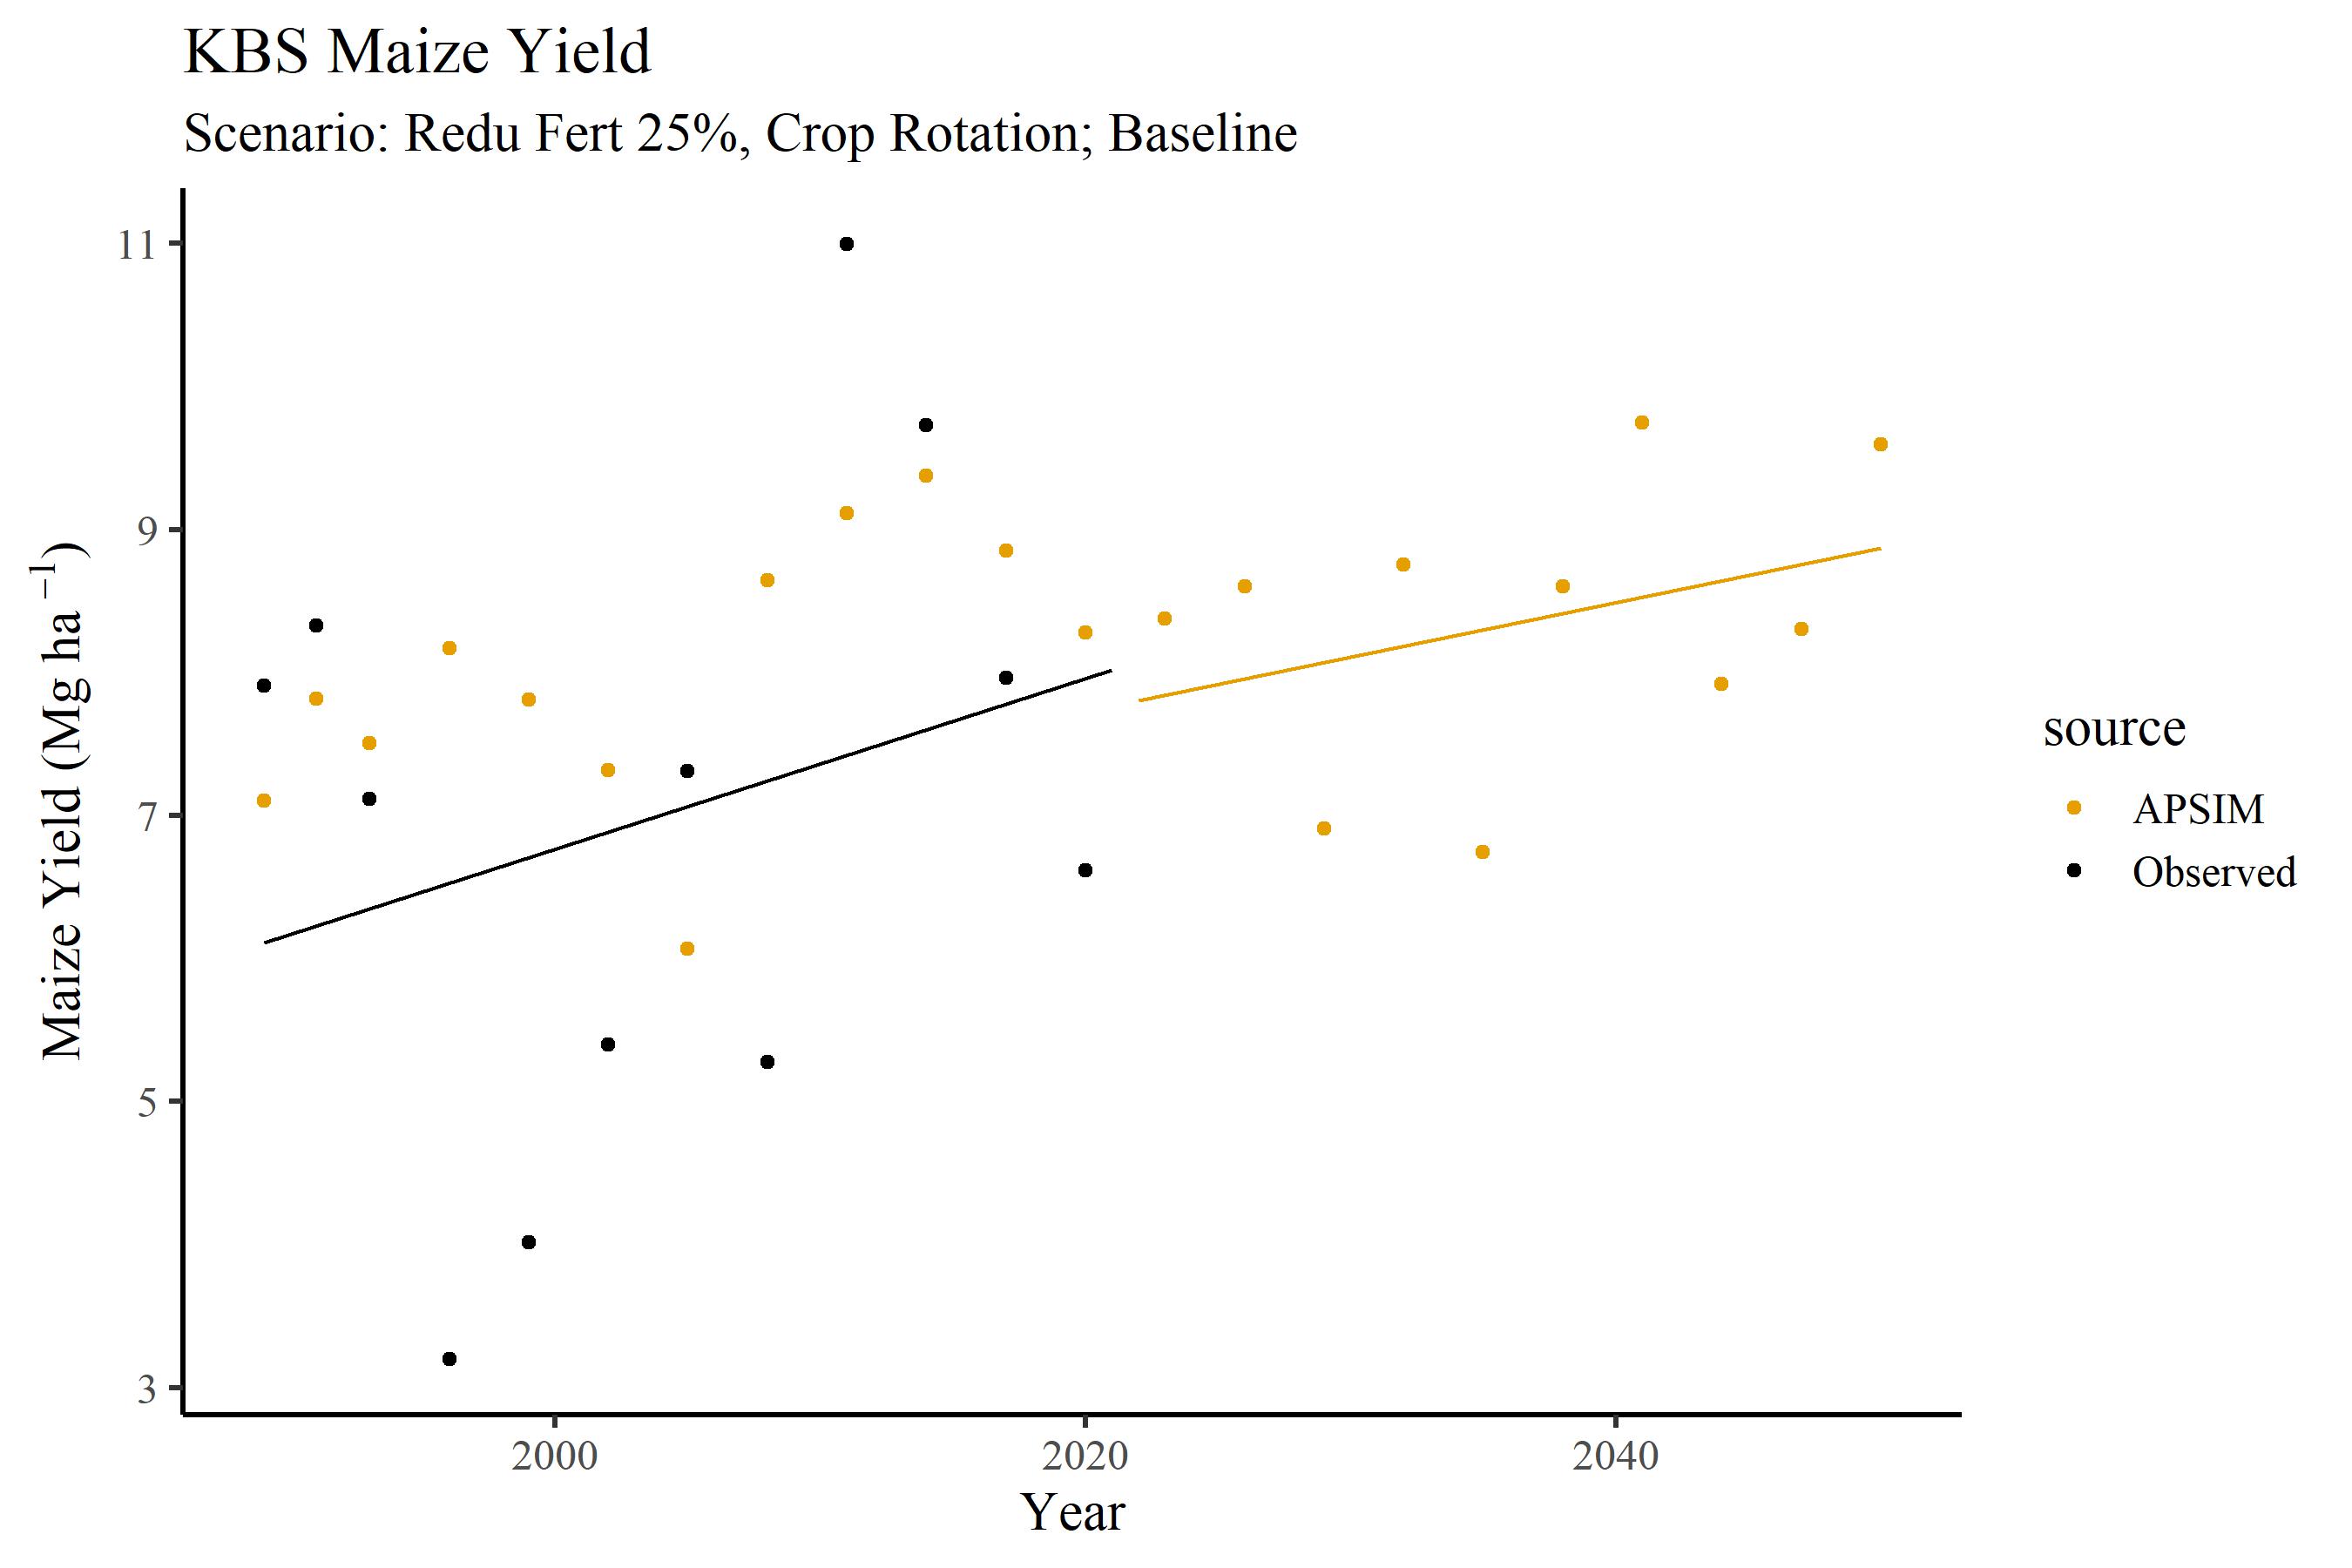 KBS Maize Yield
Scenario: Redu Fert 25%, Crop Rotation; Baseline
Maize Yield (Mg ha −1)
11
9
7
5
3
2000 2020 2040
Year
source
APSIM
Observed